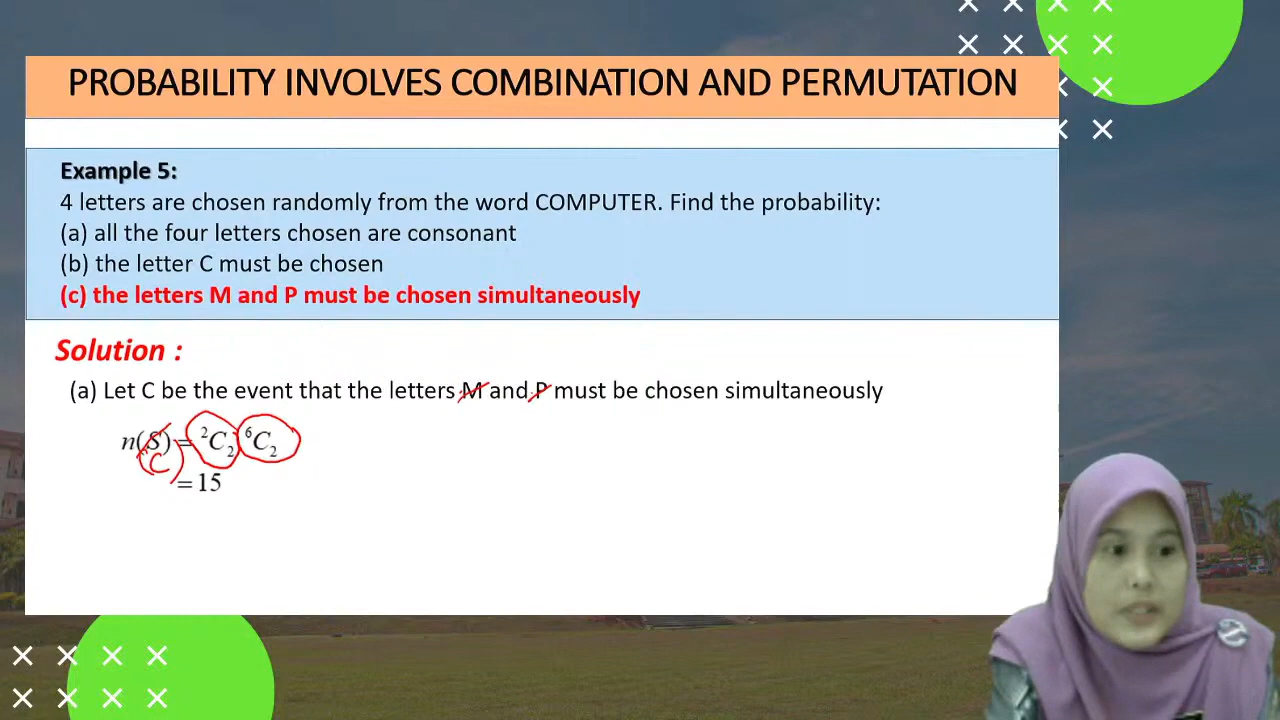 PROBABILITY INVOLVES COMBINATION AND PERMUTATION
Example 5:
4 letters are chosen randomly from the word COMPUTER. Find the probability:
(a) all the four letters chosen are consonant
(b) the letter C must be chosen
(c) the letters M and P must be chosen simultaneously
Solution :
(a) Let C be the event that the letters M and P must be chosen simultaneously
n(S) = ²C₂ ⁶C₂
C)
= 15